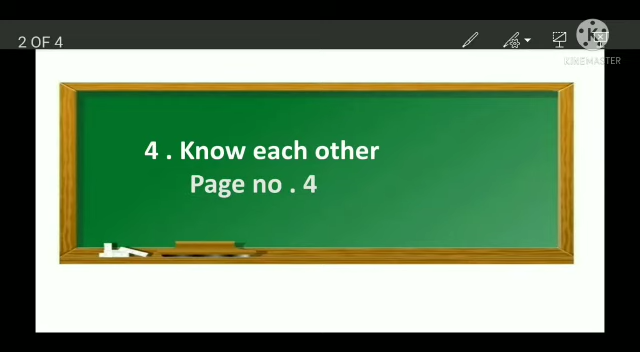 2 OF 4
KINEMASTER
4 . Know each other
Page no . 4